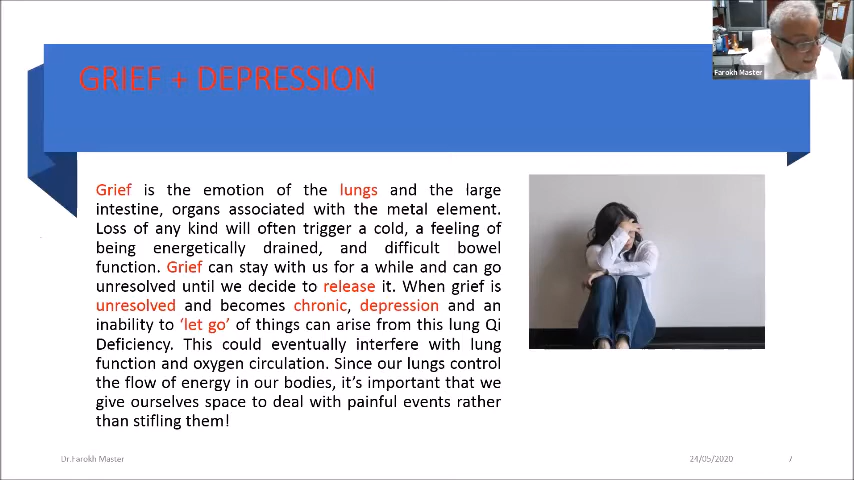 GRIEF + DEPRESSION
Farokh Master
Grief is the emotion of the lungs and the large
intestine, organs associated with the metal element.
Loss of any kind will often trigger a cold, a feeling of
being energetically drained, and difficult bowel
function. Grief can stay with us for a while and can go
unresolved until we decide to release it. When grief is
unresolved and becomes chronic, depression and an
inability to ‘let go’ of things can arise from this lung Qi
Deficiency. This could eventually interfere with lung
function and oxygen circulation. Since our lungs control
the flow of energy in our bodies, it’s important that we
give ourselves space to deal with painful events rather
than stifling them!
Dr.Farokh Master
24/05/2020
7